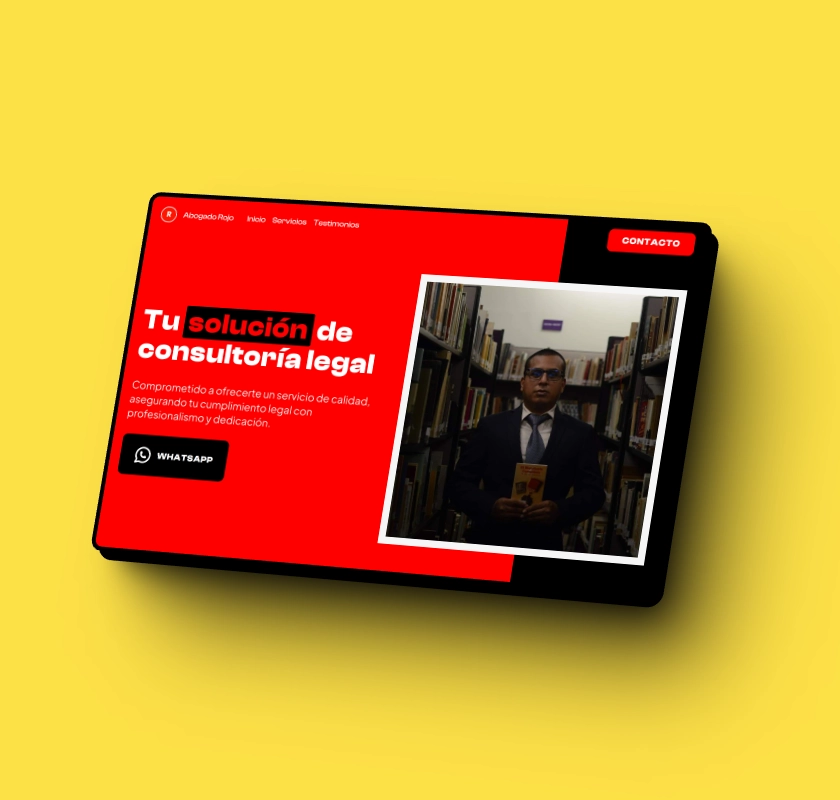 R Abogado Rojo Inicio Servicios Testimonios
CONTACTO
Tu solución de
consultoría legal
Comprometido a ofrecerte un servicio de calidad,
asegurando tu cumplimiento legal con
profesionalismo y dedicación.
WHATSAPP